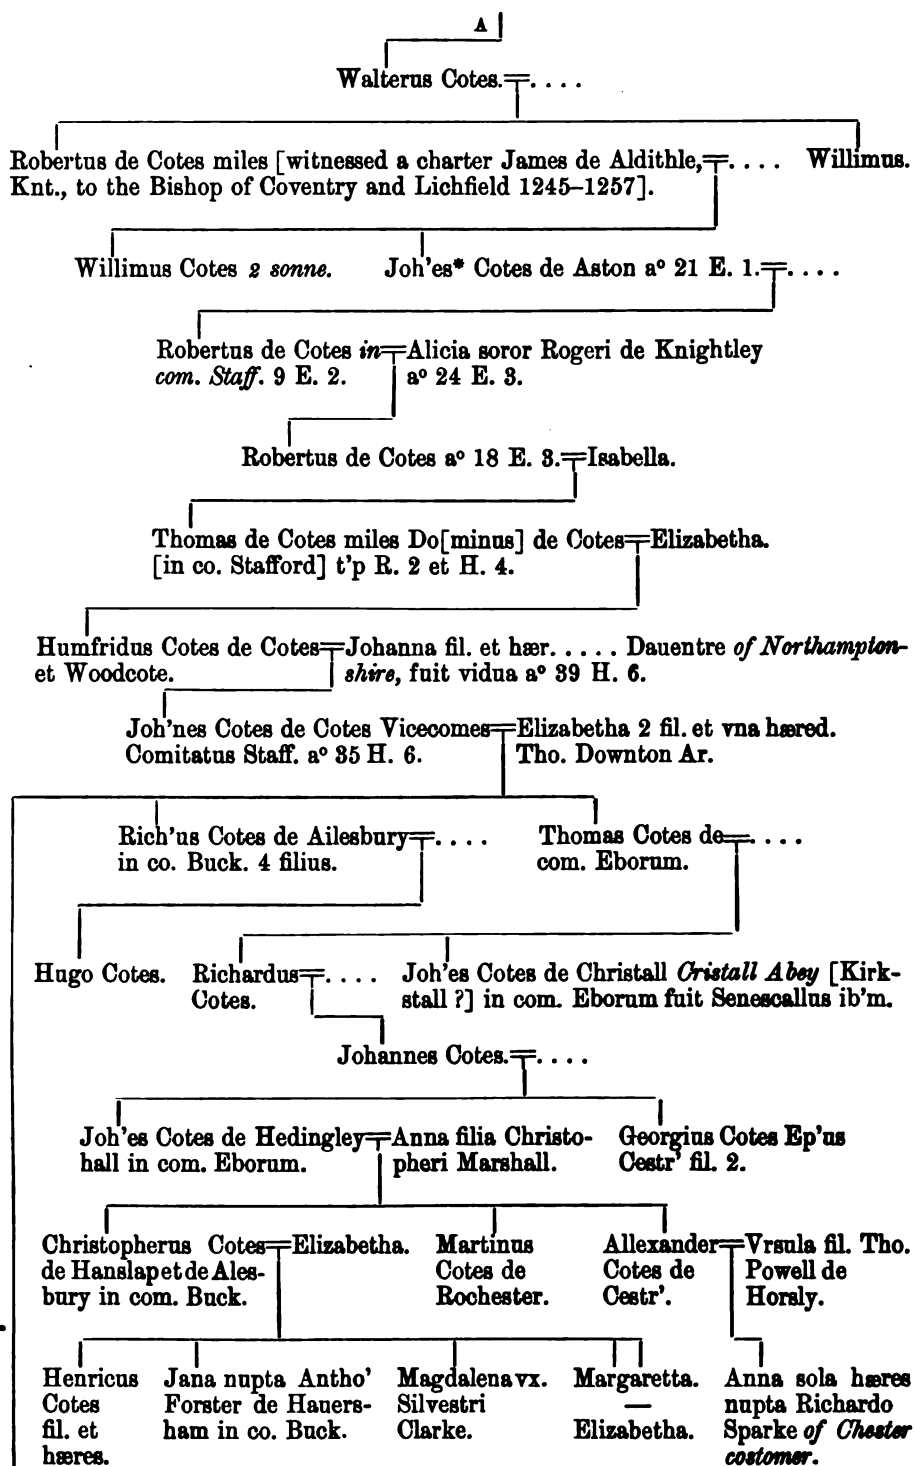 A
Walterus Cotes.=. . . .
Robertus de Cotes miles [witnessed a charter James de Aldithle,=. . . .
Knt., to the Bishop of Coventry and Lichfield 1245–1257].
Willimus.
Willimus Cotes 2 sonne.
Joh'es* Cotes de Aston aº 21 E. 1.=. . . .
Robertus de Cotes in=Alicia soror Rogeri de Knightley
com. Staff. 9 E. 2. aº 24 E. 3.
Robertus de Cotes aº 18 E. 3.=Isabella.
Thomas de Cotes miles Do[minus] de Cotes=Elizabetha.
[in co. Stafford] t'p R. 2 et H. 4.
Humfridus Cotes de Cotes=Johanna fil. et hær. . . . . Dauentre of Northampton-
et Woodcote. shire, fuit vidua aº 39 H. 6.
Joh'nes Cotes de Cotes Vicecomes=Elizabetha 2 fil. et vna hæred.
Comitatus Staff. aº 35 H. 6. Tho. Downton Ar.
Rich'us Cotes de Ailesbury=. . . .
in co. Buck. 4 filius.
Thomas Cotes de=. . . .
com. Eborum.
Hugo Cotes.
Richardus=. . . .
Cotes.
Joh'es Cotes de Christall Cristall Abey [Kirk-
stall ?] in com. Eborum fuit Senescallus ib'm.
Johannes Cotes.=. . . .
Joh'es Cotes de Hedingley=Anna filia Christo-
hall in com. Eborum. pheri Marshall.
Georgius Cotes Ep'us
Cestr' fil. 2.
Christopherus Cotes=Elizabetha.
de Hanslap et de Ales-
bury in com. Buck.
Martinus
Cotes de
Rochester.
Allexander=Vrsula fil. Tho.
Cotes de Powell de
Cestr'. Horsly.
Henricus
Cotes
fil. et
hæres.
Jana nupta Antho'
Forster de Hauers-
ham in co. Buck.
Magdalena vx.
Silvestri
Clarke.
Margaretta.
—
Elizabetha.
Anna sola hæres
nupta Richardo
Sparke of Chester
costomer.